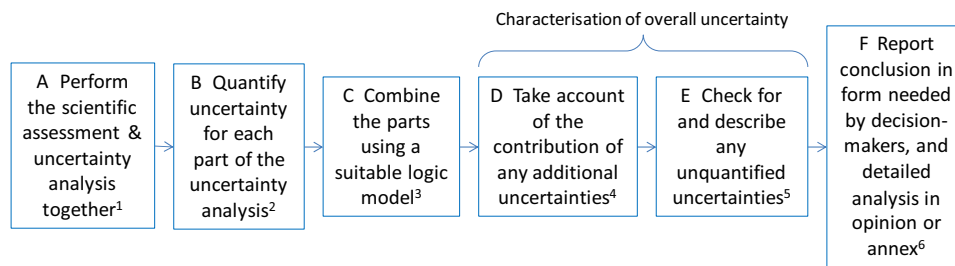 Characterisation of overall uncertainty
A Perform
the scientific
assessment &
uncertainty
analysis
together1
B Quantify
uncertainty
for each
part of the
uncertainty
analysis2
C Combine
the parts
using a
suitable logic
model3
D Take account
of the
contribution of
any additional
uncertainties4
E Check for
and describe
any
unquantified
uncertainties5
F Report
conclusion in
form needed
by decision-
makers, and
detailed
analysis in
opinion or
annex6